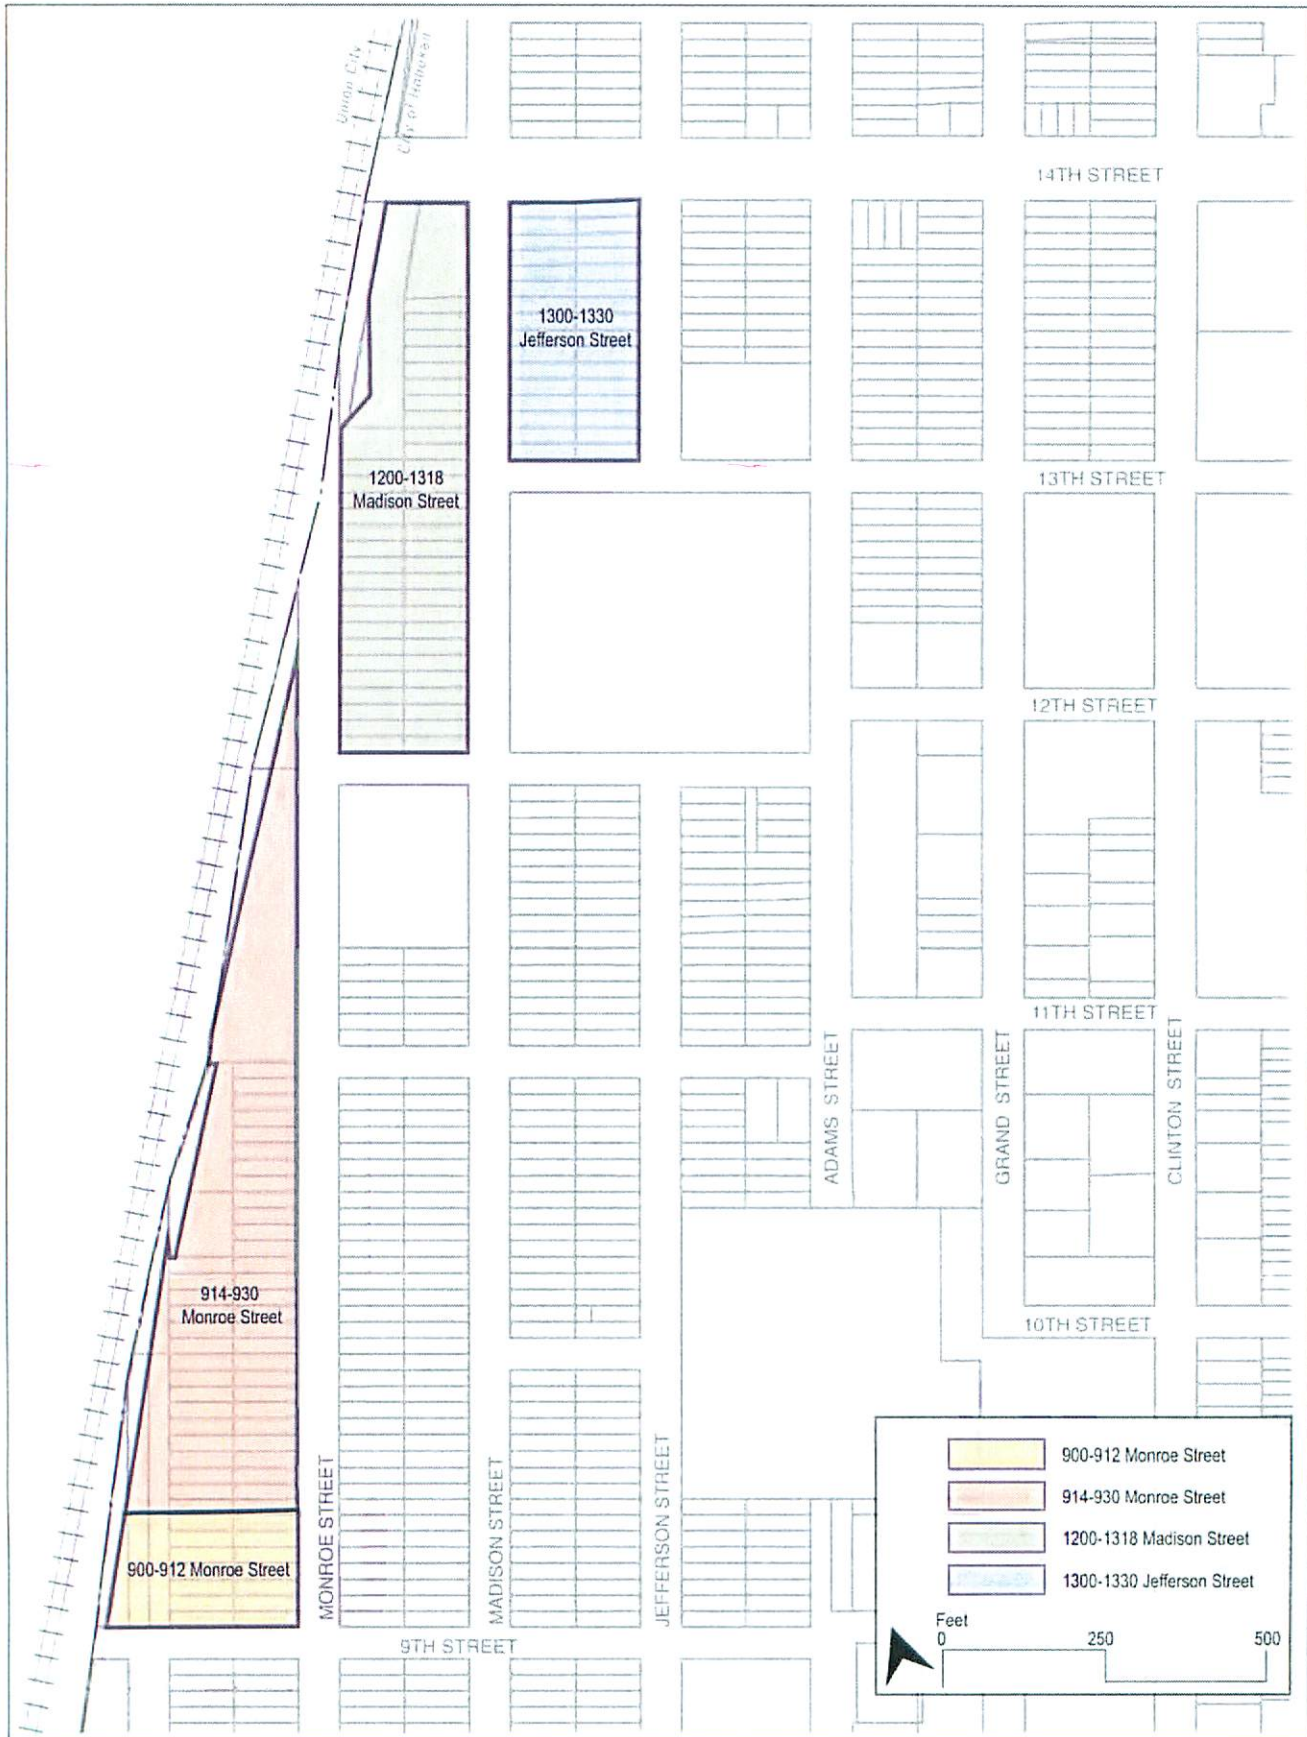 Union City
City of Hoboken
14TH STREET
1300-1330
Jefferson Street
1200-1318
Madison Street
13TH STREET
12TH STREET
11TH STREET
ADAMS STREET
GRAND STREET
CLINTON STREET
914-930
Monroe Street
10TH STREET
MONROE STREET
MADISON STREET
JEFFERSON STREET
900-912 Monroe Street
9TH STREET
900-912 Monroe Street
914-930 Monroe Street
1200-1318 Madison Street
1300-1330 Jefferson Street
Feet
0 250 500